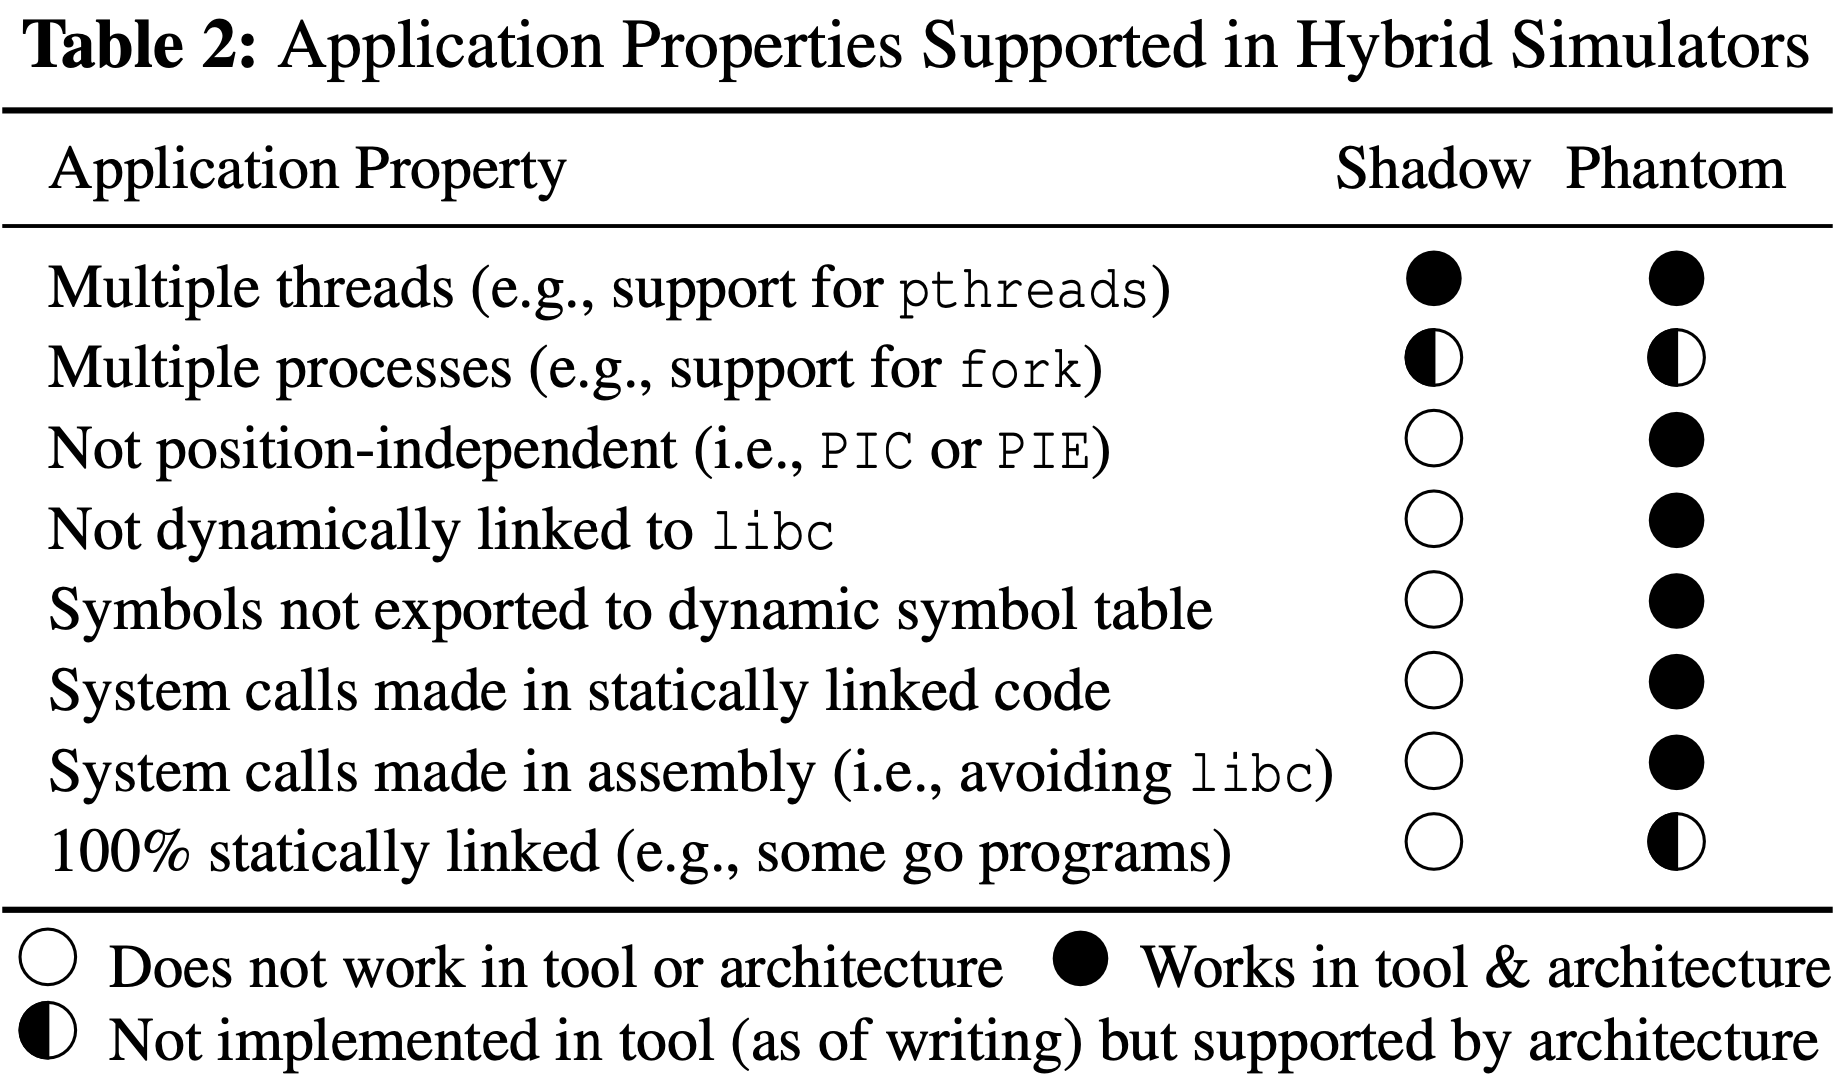 Table 2: Application Properties Supported in Hybrid Simulators
Application Property Shadow Phantom
Multiple threads (e.g., support for pthreads) ● ●
Multiple processes (e.g., support for fork) ◐ ◐
Not position-independent (i.e., PIC or PIE) ○ ●
Not dynamically linked to libc ○ ●
Symbols not exported to dynamic symbol table ○ ●
System calls made in statically linked code ○ ●
System calls made in assembly (i.e., avoiding libc) ○ ●
100% statically linked (e.g., some go programs) ○ ◐
○ Does not work in tool or architecture ● Works in tool & architecture
◐ Not implemented in tool (as of writing) but supported by architecture